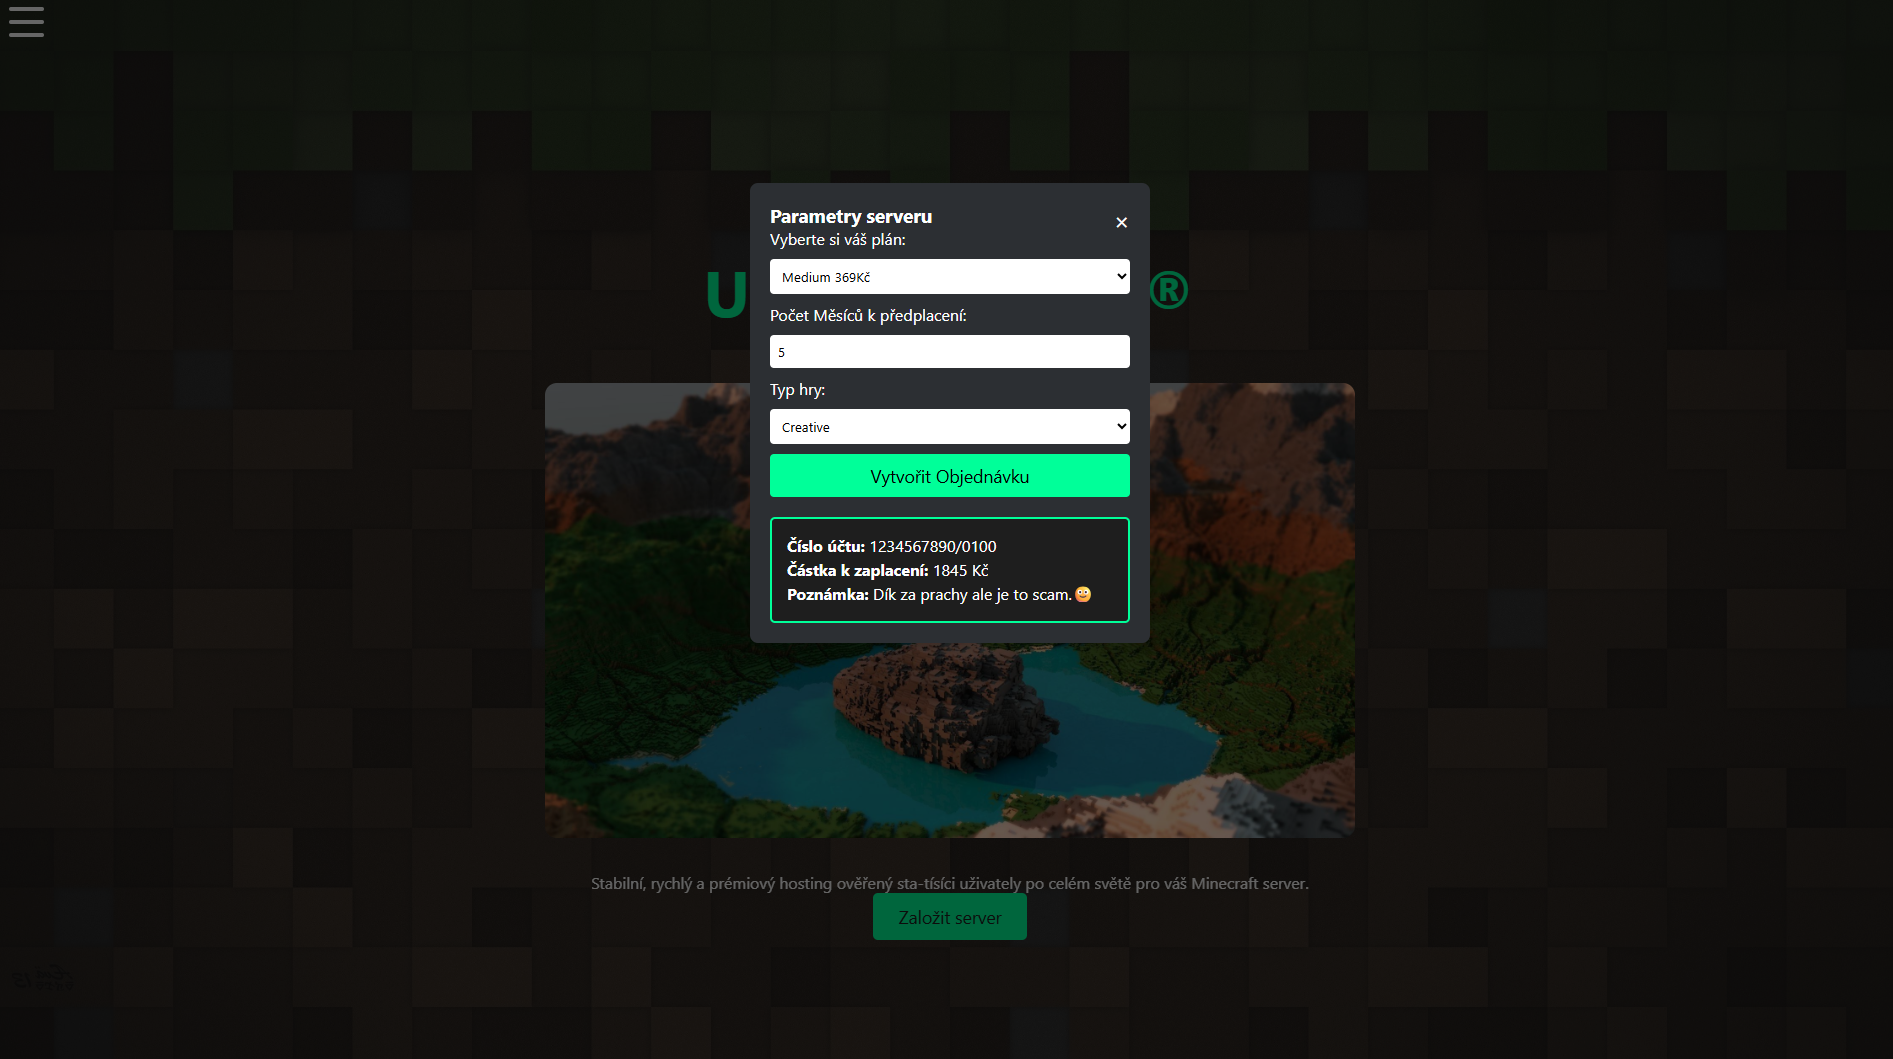 Parametry serveru
×
Vyberte si váš plán:
Medium 369Kč
U ®
Počet Měsíců k předplacení:
5
Typ hry:
Creative
Vytvořit Objednávku
Číslo účtu: 1234567890/0100
Částka k zaplacení: 1845 Kč
Poznámka: Dík za prachy ale je to scam.😳
Stabilní, rychlý a prémiový hosting ověřený sta-tísíci uživately po celém světě pro váš Minecraft server.
Založit server